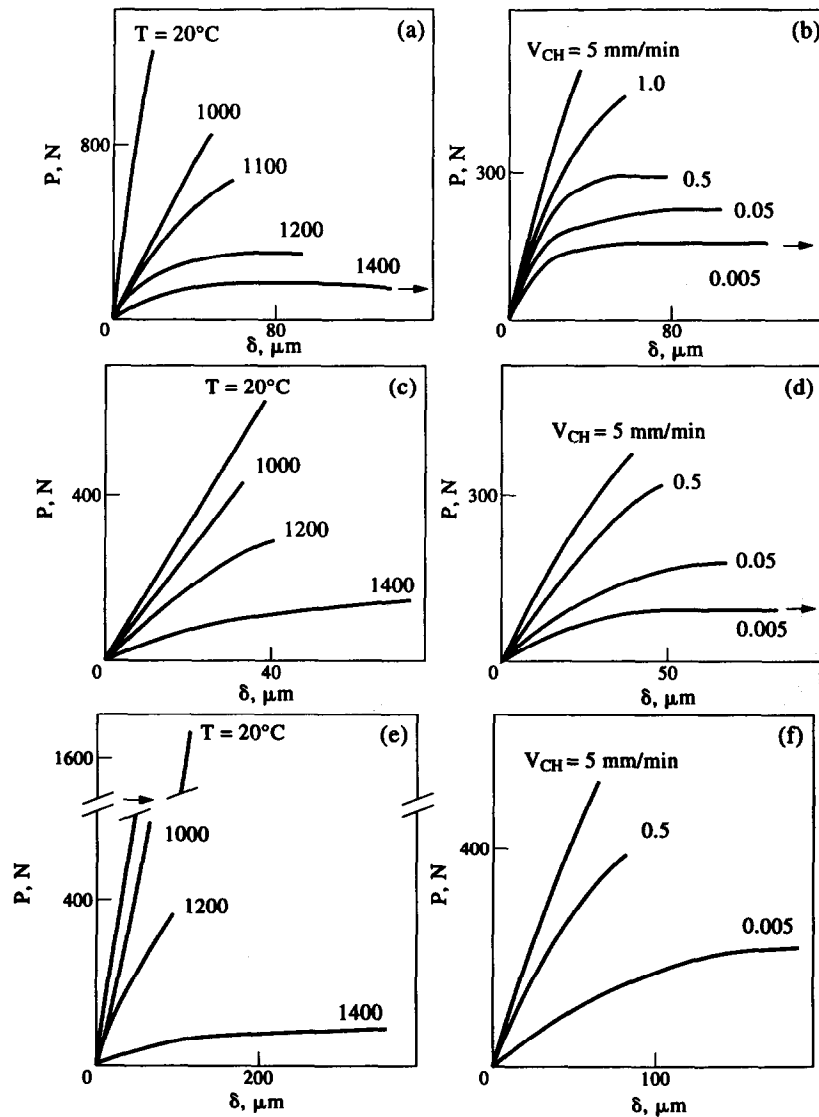 (a)
T = 20°C
1000
1100
1200
1400
800
P, N
0
80
δ, μm
(b)
V_CH = 5 mm/min
1.0
0.5
0.05
0.005
300
P, N
0
80
δ, μm
(c)
T = 20°C
1000
1200
1400
400
P, N
0
40
δ, μm
(d)
V_CH = 5 mm/min
0.5
0.05
0.005
300
P, N
0
50
δ, μm
(e)
T = 20°C
1600
1000
1200
1400
400
P, N
0
200
δ, μm
(f)
V_CH = 5 mm/min
0.5
0.005
400
P, N
0
100
δ, μm